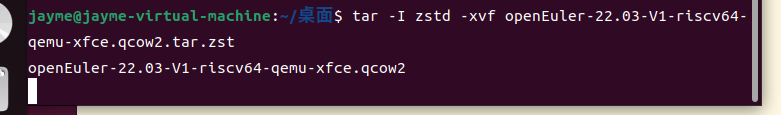 jayme@jayme-virtual-machine:~/桌面$ tar -I zstd -xvf openEuler-22.03-V1-riscv64-
qemu-xfce.qcow2.tar.zst
openEuler-22.03-V1-riscv64-qemu-xfce.qcow2